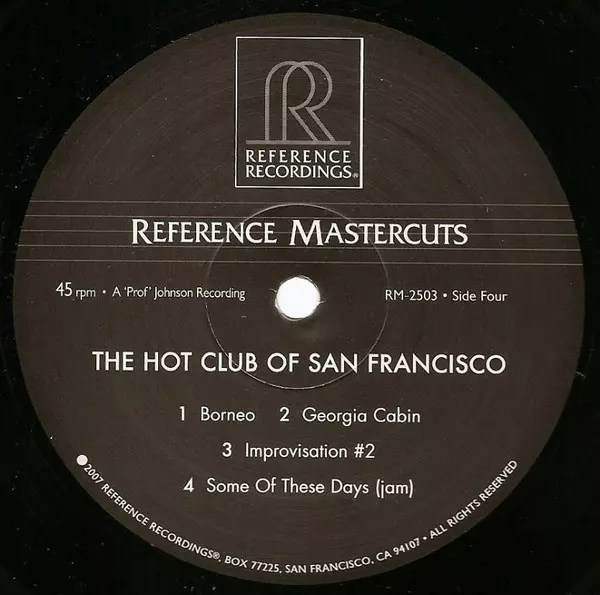 REFERENCE
RECORDINGS®
REFERENCE MASTERCUTS
45 rpm • A 'Prof' Johnson Recording
RM-2503 • Side Four
THE HOT CLUB OF SAN FRANCISCO
1 Borneo 2 Georgia Cabin
3 Improvisation #2
4 Some Of These Days (jam)
2007 REFERENCE RECORDINGS®, BOX 77225, SAN FRANCISCO, CA 94107 • ALL RIGHTS RESERVED